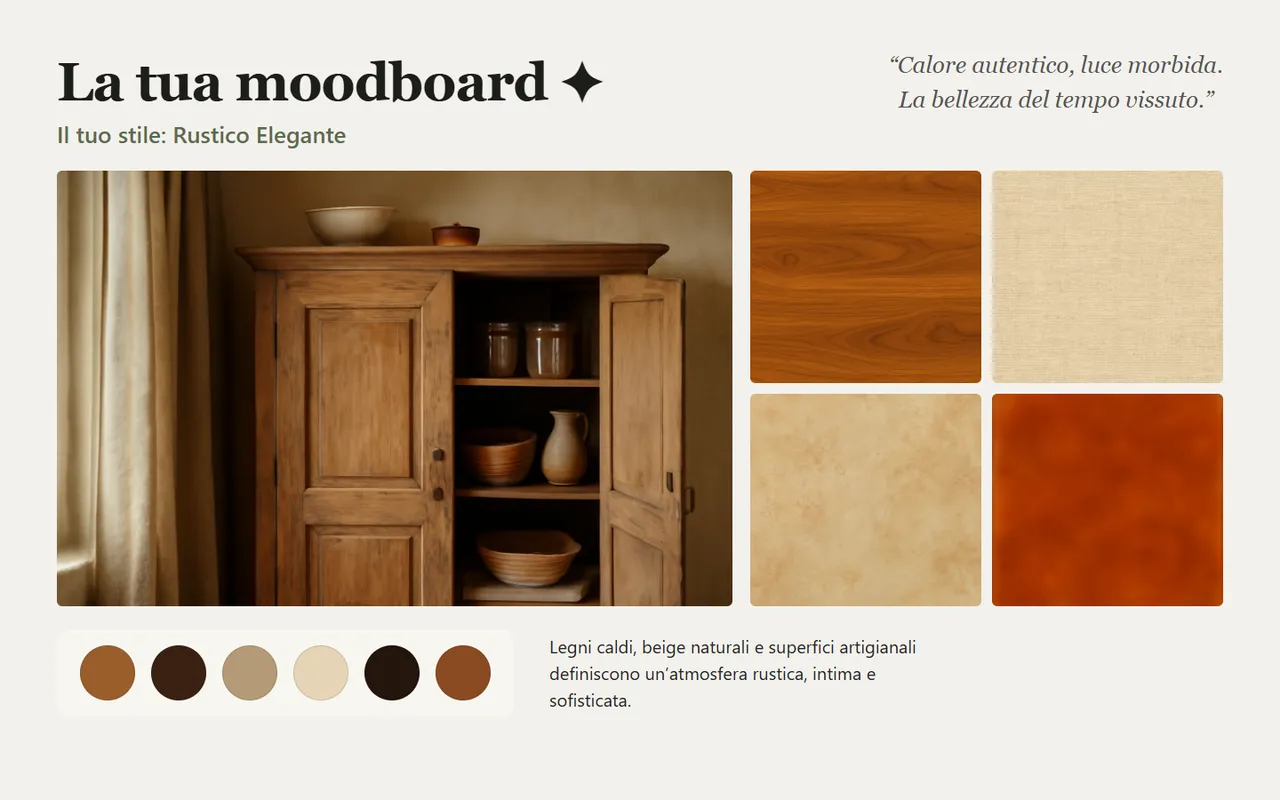 La tua moodboard ✦
Il tuo stile: Rustico Elegante
“Calore autentico, luce morbida.
La bellezza del tempo vissuto.”
Legni caldi, beige naturali e superfici artigianali
definiscono un’atmosfera rustica, intima e
sofisticata.